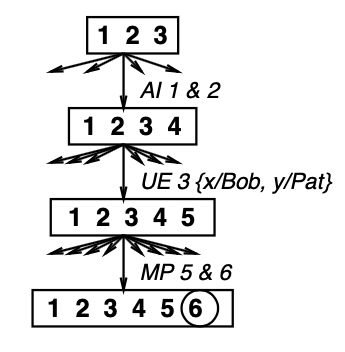 1 2 3
AI 1 & 2
1 2 3 4
UE 3 {x/Bob, y/Pat}
1 2 3 4 5
MP 5 & 6
1 2 3 4 5 6